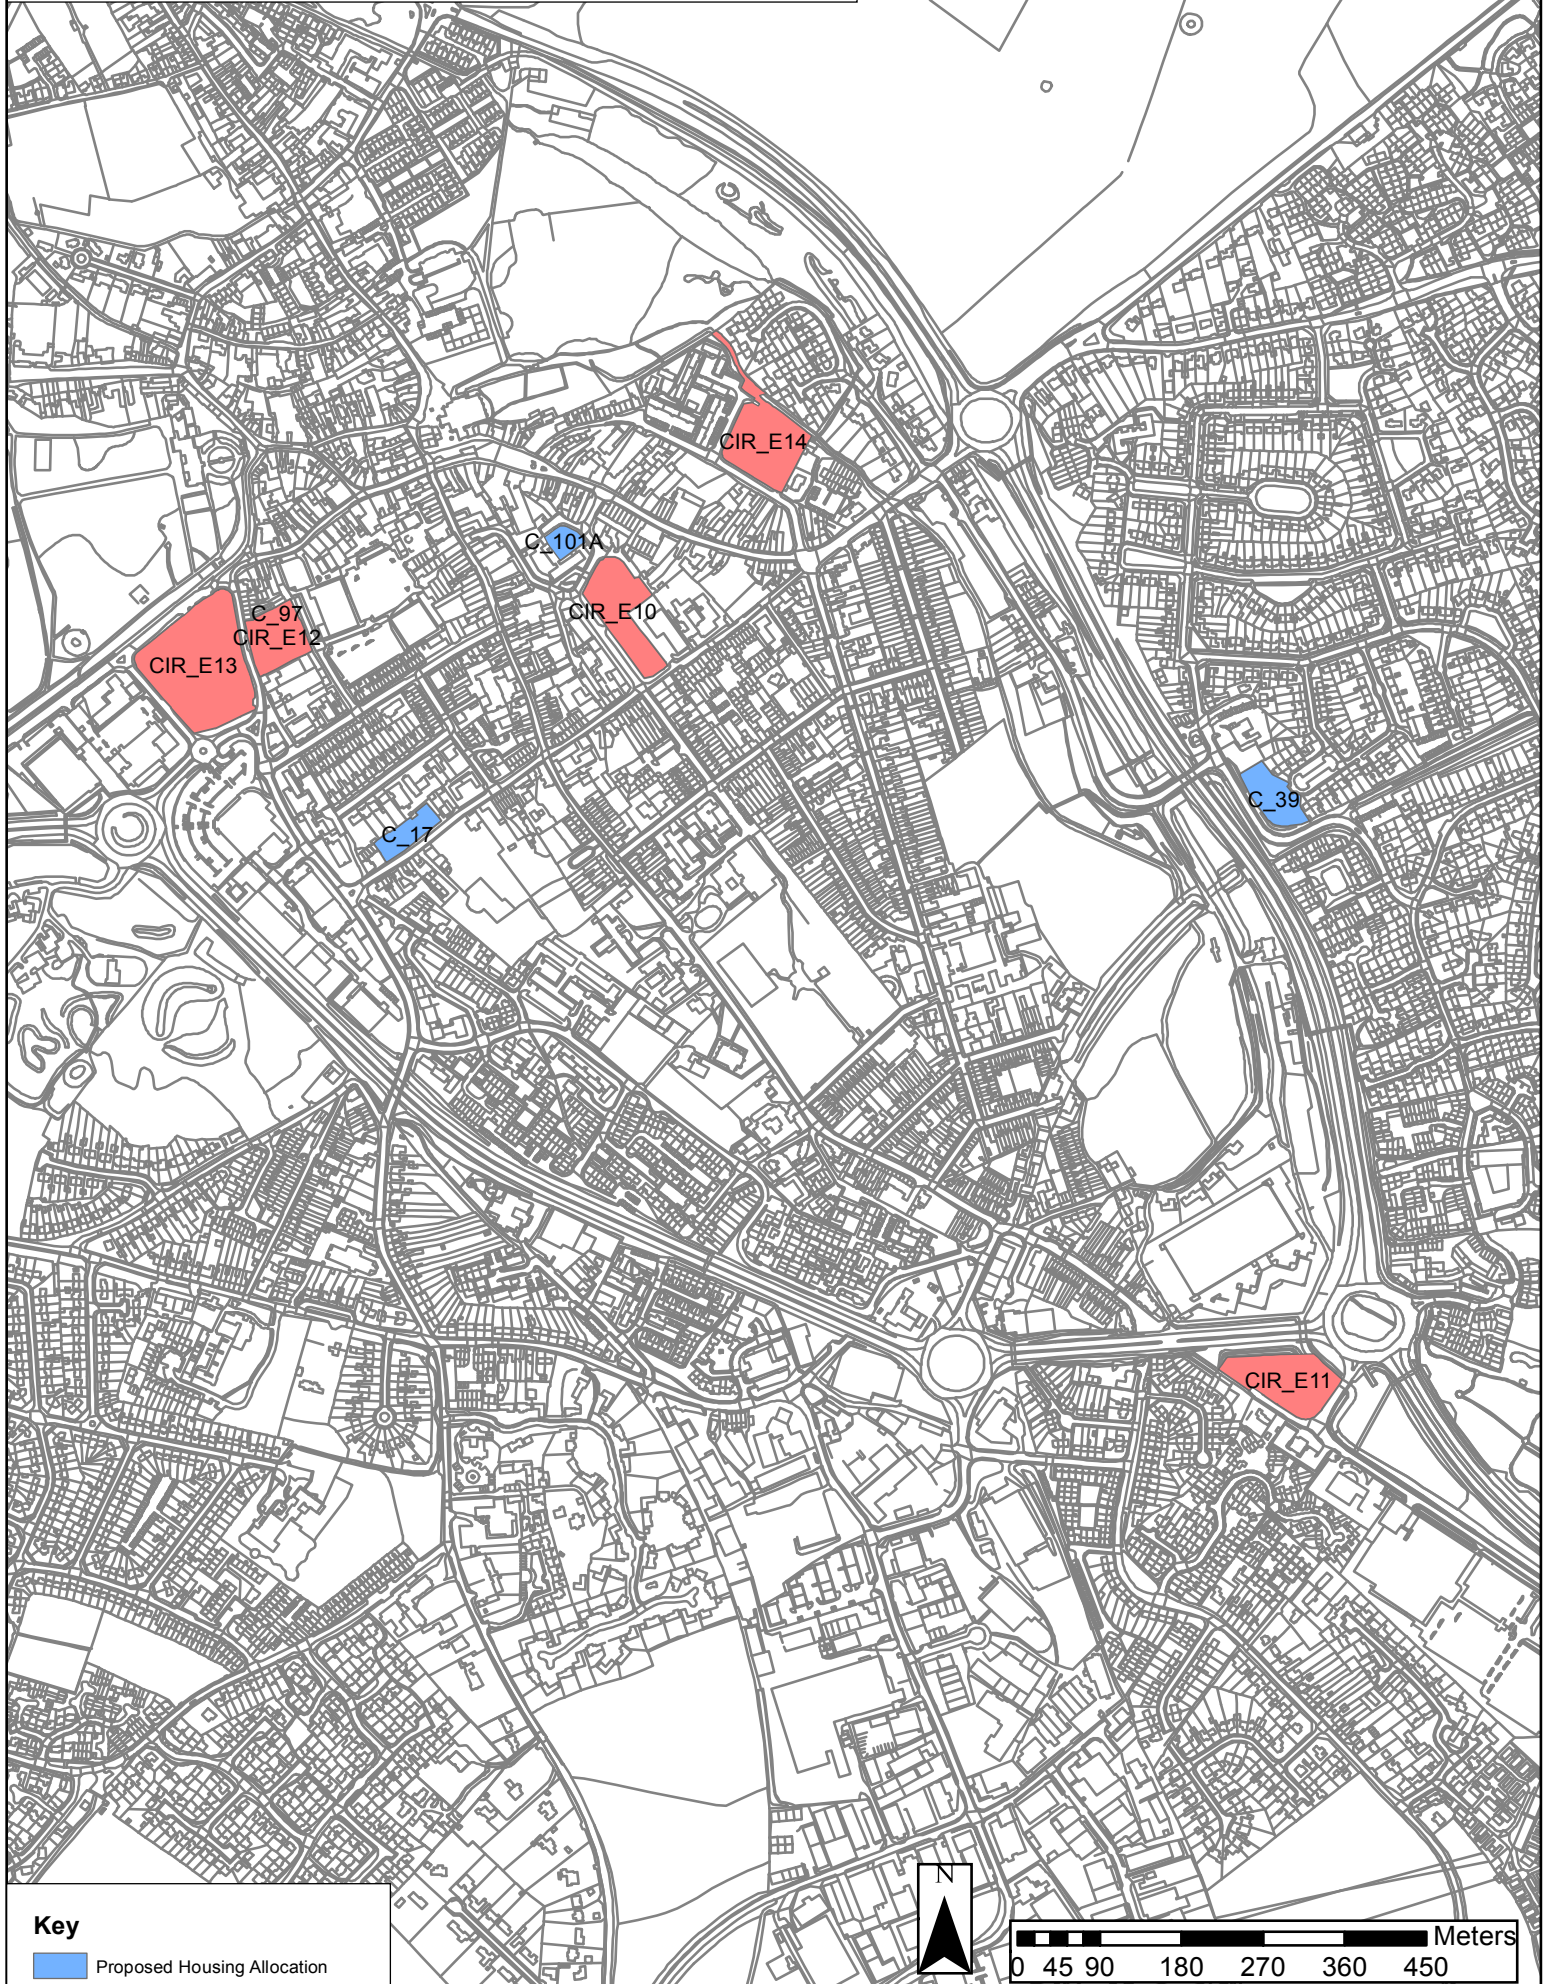 CIR_E14
C_101A
C_97
CIR_E10
CIR_E12
CIR_E13
C_39
C_17
CIR_E11
N
Key
Proposed Housing Allocation
Meters
0 45 90 180 270 360 450